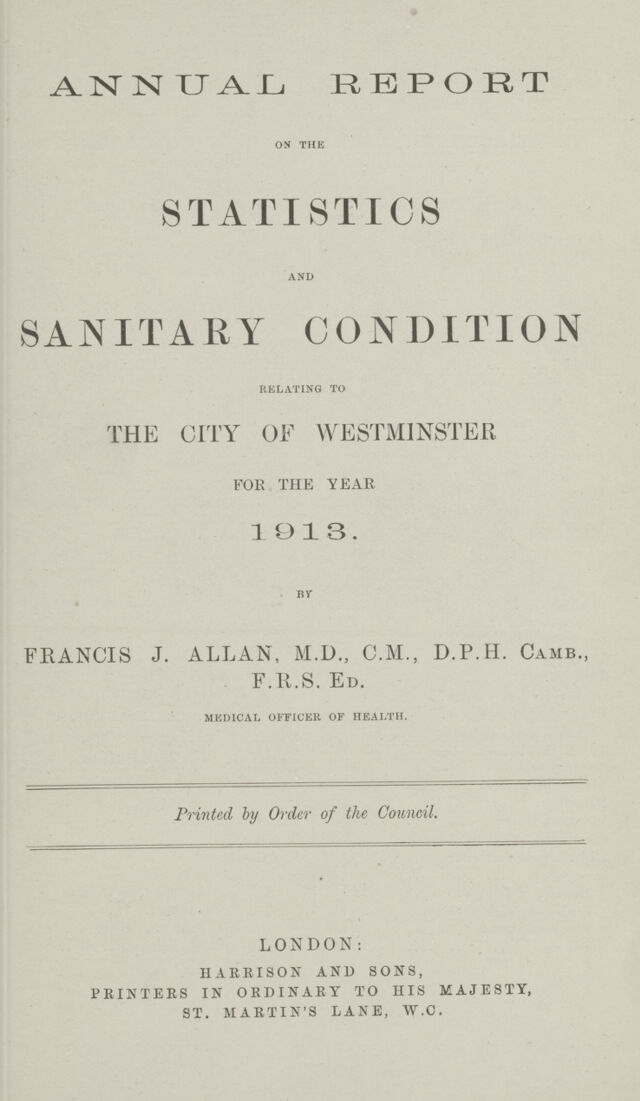 ANNUAL REPORT
ON THE
STATISTICS
AND
SANITARY CONDITION
RELATING TO
THE CITY OF WESTMINSTER
FOR THE YEAR
1913.
BY
FRANCIS J. ALLAN, M.D., C.M., D.P.H. CAMB.,
F.R.S. ED.
MEDICAL OFFICER OF HEALTH.
Printed by Order of the Council.
LONDON:
HARRISON AND SONS,
PRINTERS IN ORDINARY TO HIS MAJESTY,
ST. MARTIN'S LANE, W.C.